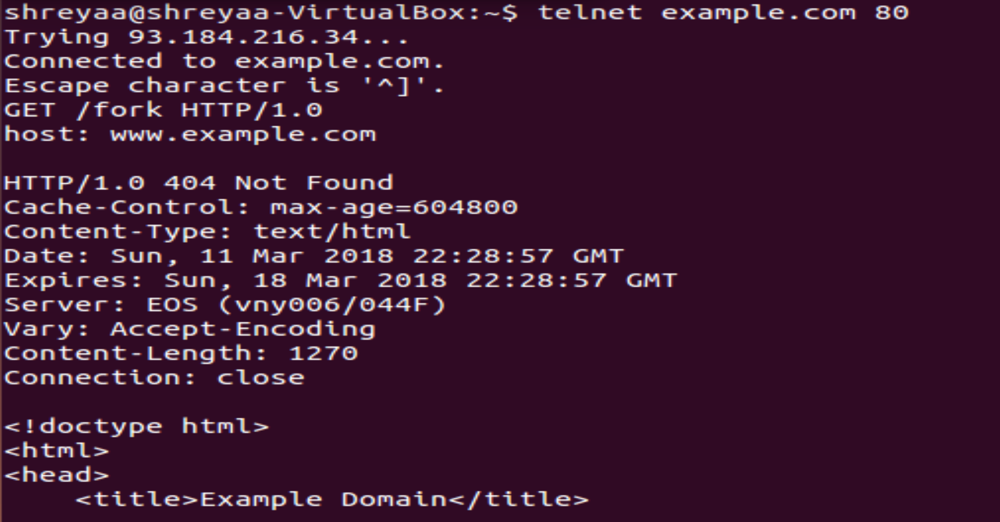 shreyaa@shreyaa-VirtualBox:~$ telnet example.com 80
Trying 93.184.216.34...
Connected to example.com.
Escape character is '^]'.
GET /fork HTTP/1.0
host: www.example.com

HTTP/1.0 404 Not Found
Cache-Control: max-age=604800
Content-Type: text/html
Date: Sun, 11 Mar 2018 22:28:57 GMT
Expires: Sun, 18 Mar 2018 22:28:57 GMT
Server: EOS (vny006/044F)
Vary: Accept-Encoding
Content-Length: 1270
Connection: close

<!doctype html>
<html>
<head>
    <title>Example Domain</title>